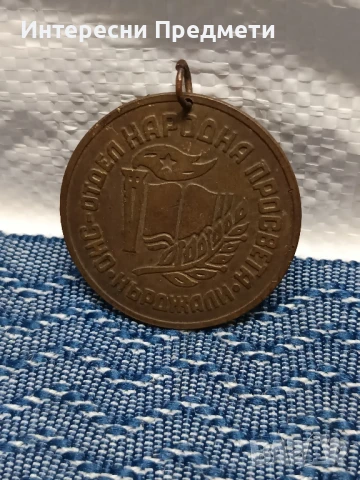 Интересни Предмети
ОНС - ОТДЕЛ НАРОДНА ПРОСВЕТА · КЪРДЖАЛИ ·